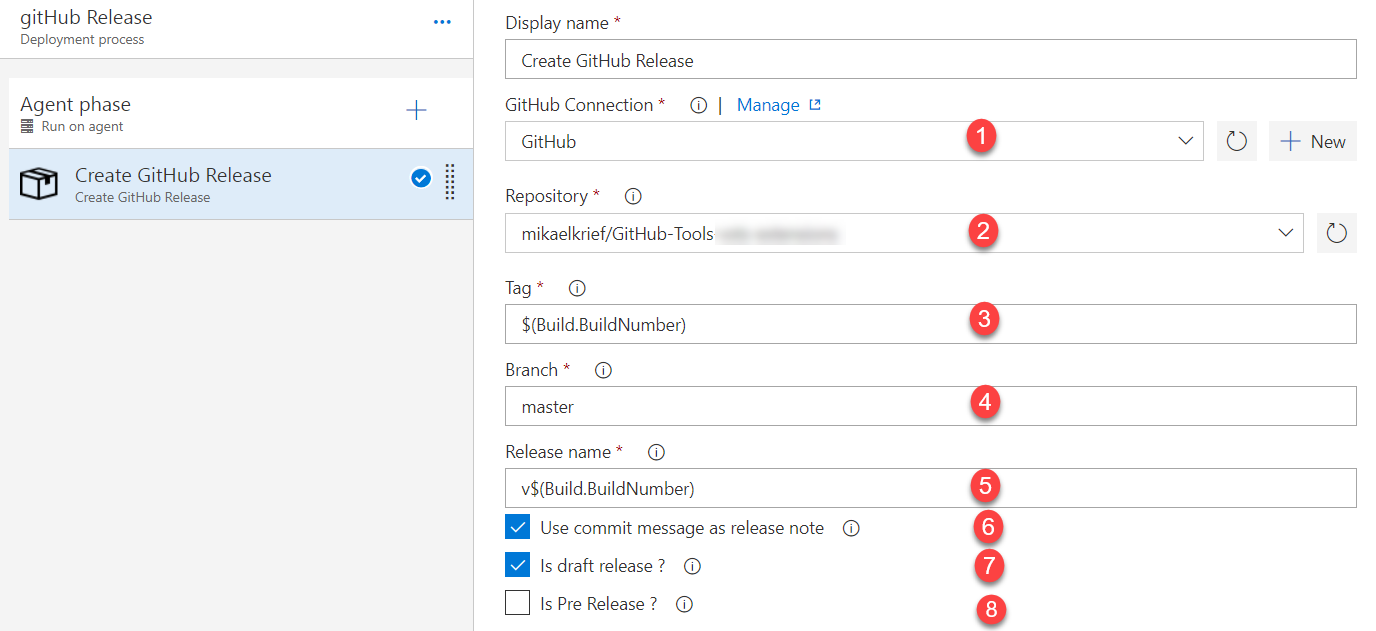 gitHub Release
Deployment process
Agent phase
Run on agent
Create GitHub Release
Create GitHub Release
Display name *
Create GitHub Release
GitHub Connection * | Manage
GitHub 1
New
Repository *
mikaelkrief/GitHub-Tools 2
Tag *
$(Build.BuildNumber) 3
Branch *
master 4
Release name *
v$(Build.BuildNumber) 5
Use commit message as release note 6
Is draft release ? 7
Is Pre Release ? 8